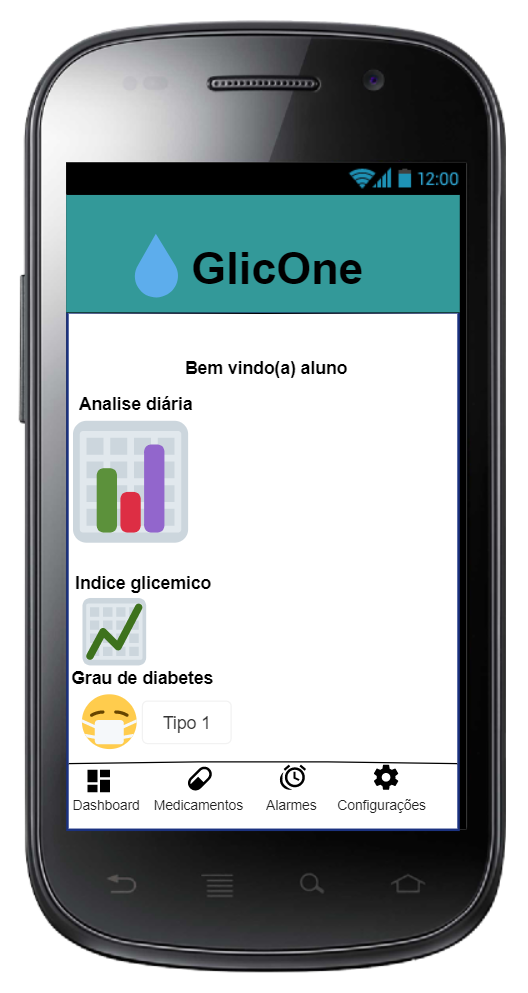 12:00
GlicOne
Bem vindo(a) aluno
Analise diária
Indice glicemico
Grau de diabetes
Tipo 1
Dashboard Medicamentos Alarmes Configurações